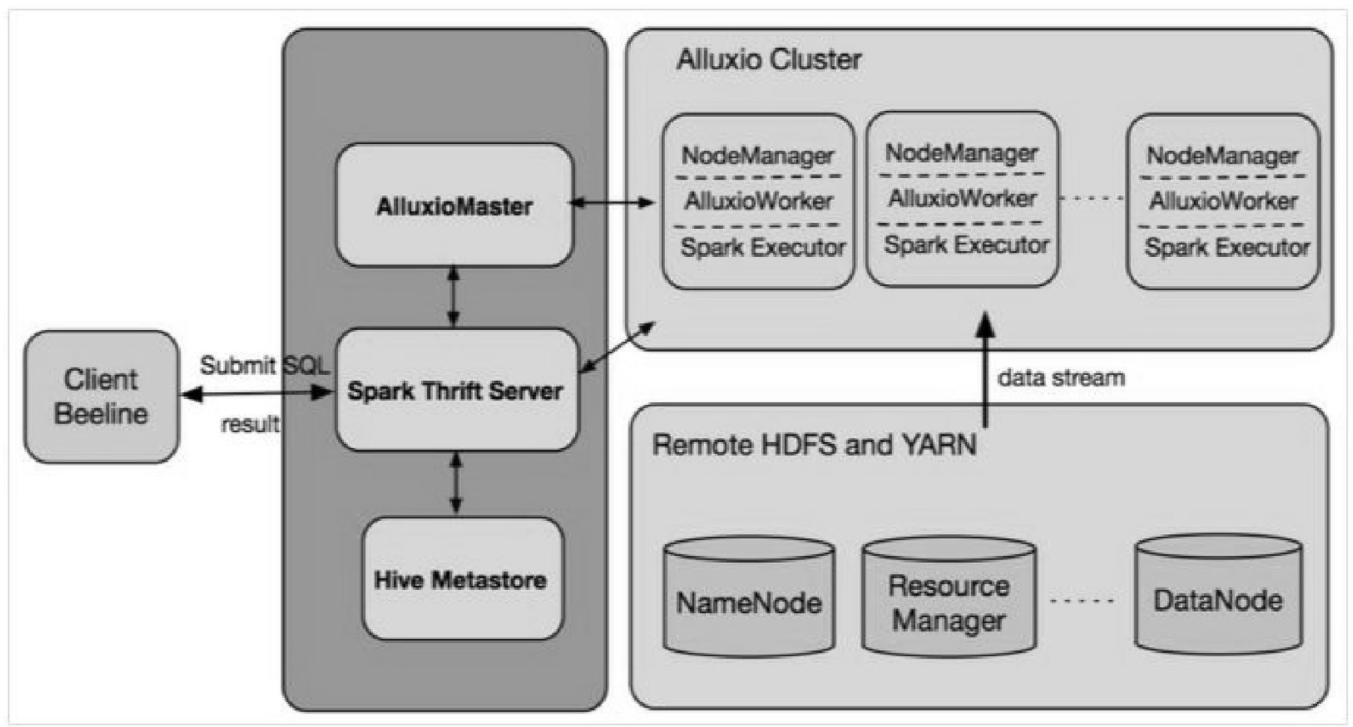 Alluxio Cluster
NodeManager
AlluxioWorker
Spark Executor
NodeManager
AlluxioWorker
Spark Executor
NodeManager
AlluxioWorker
Spark Executor
AlluxioMaster
Submit SQL
result
Client
Beeline
Spark Thrift Server
Hive Metastore
data stream
Remote HDFS and YARN
NameNode
Resource
Manager
DataNode